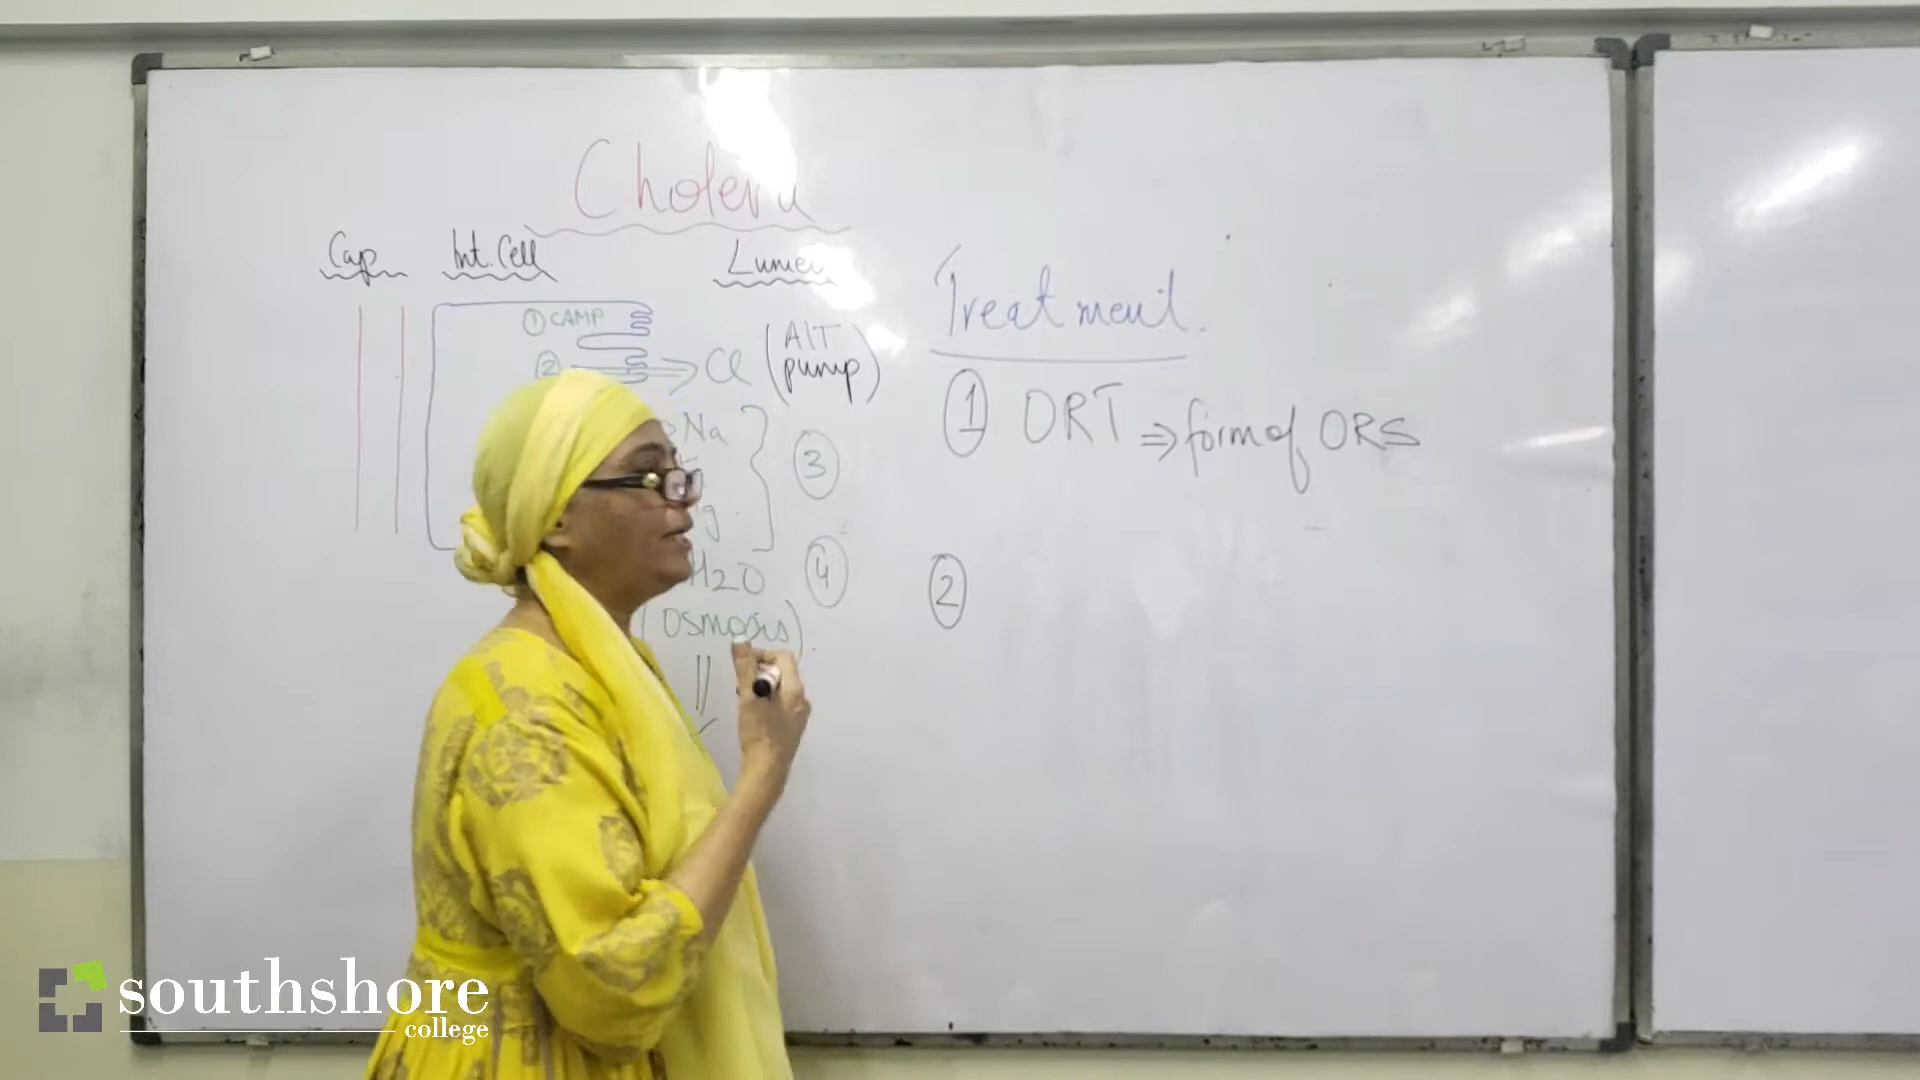 Cholera
Cap Int. Cell Lumen
① CAMP
② Cl (A/T pump)
Na
③
H2O ④
(Osmosis)
Treatment.
① ORT ⇒ form of ORS
②
southshore
college